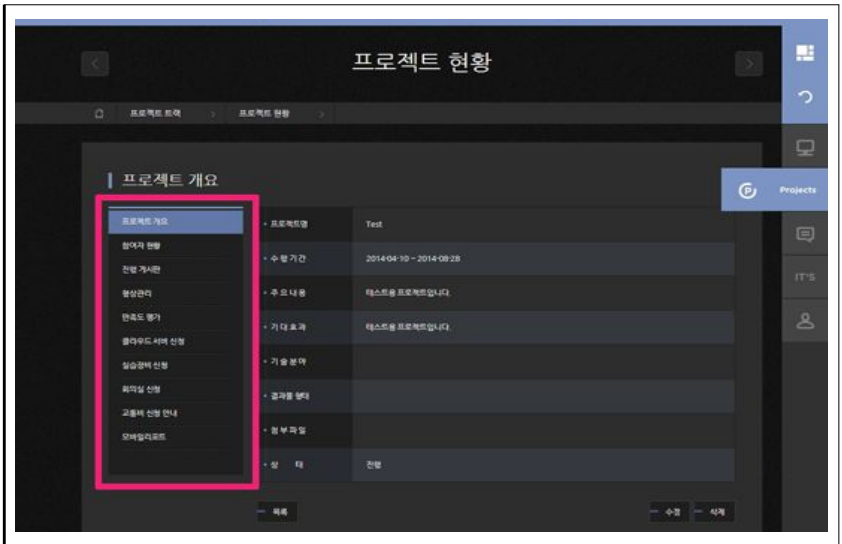 프로젝트 현황
프로젝트 트랙 > 프로젝트 현황 >
프로젝트 개요
Projects
IT'S
프로젝트 개요
참여자 현황
진행 게시판
형상관리
만족도 평가
클라우드 서버 신청
실습장비 신청
회의실 신청
교통비 신청 안내
모바일리포트
• 프로젝트명 Test
• 수행기간 2014-04-10 ~ 2014-08-28
• 주요내용 테스트용 프로젝트입니다.
• 기대효과 테스트용 프로젝트입니다.
• 기술분야
• 결과물 형태
• 첨부파일
• 상 태 진행
목록
수정
삭제